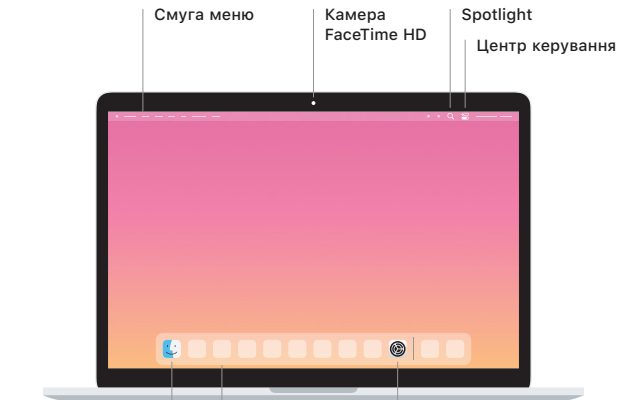 Смуга меню
Камера
FaceTime HD
Spotlight
Центр керування